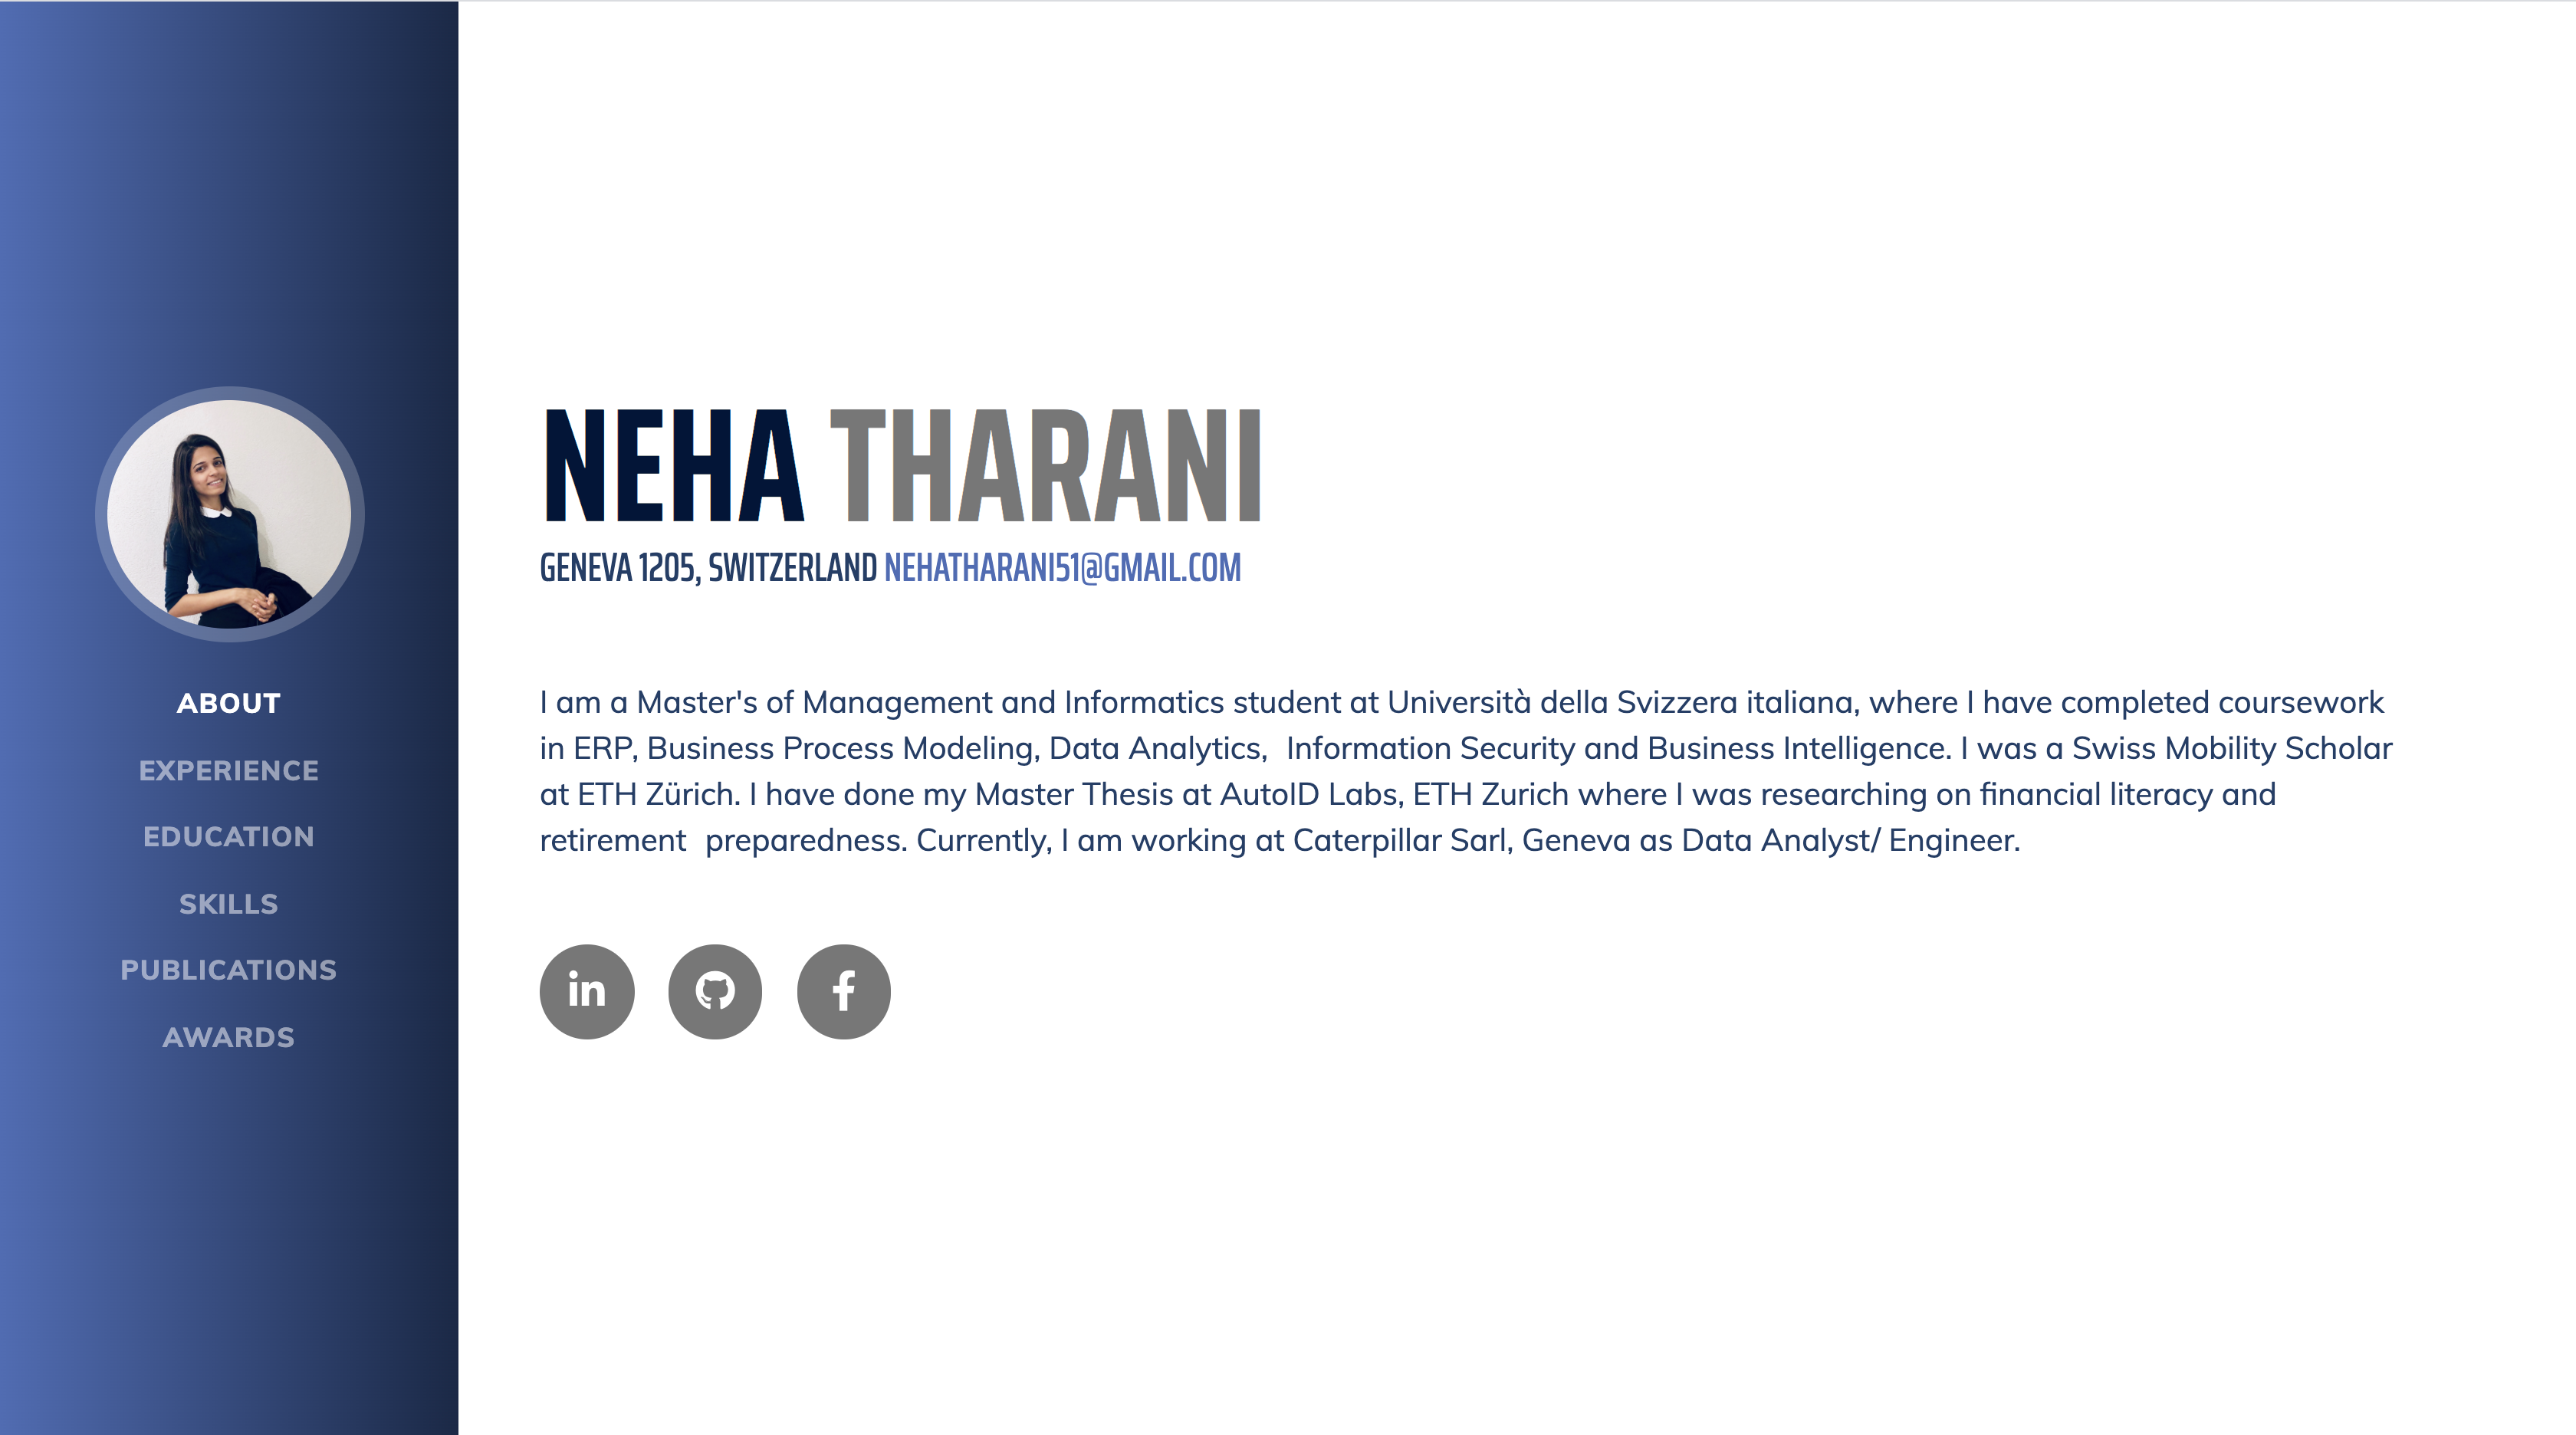 ABOUT
EXPERIENCE
EDUCATION
SKILLS
PUBLICATIONS
AWARDS
NEHA THARANI
GENEVA 1205, SWITZERLAND NEHATHARANI51@GMAIL.COM
I am a Master's of Management and Informatics student at Università della Svizzera italiana, where I have completed coursework
in ERP, Business Process Modeling, Data Analytics,  Information Security and Business Intelligence. I was a Swiss Mobility Scholar
at ETH Zürich. I have done my Master Thesis at AutoID Labs, ETH Zurich where I was researching on financial literacy and
retirement  preparedness. Currently, I am working at Caterpillar Sarl, Geneva as Data Analyst/ Engineer.
in
f